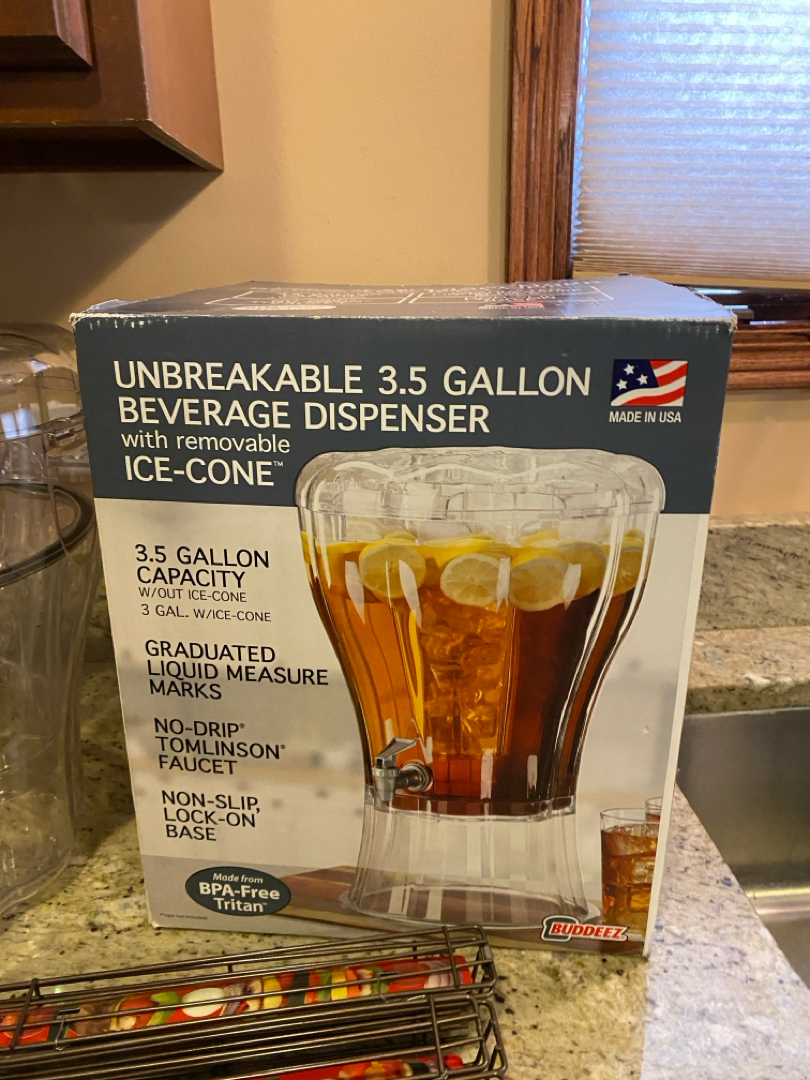 UNBREAKABLE 3.5 GALLON
BEVERAGE DISPENSER
with removable
ICE-CONE™
MADE IN USA
3.5 GALLON
CAPACITY
W/OUT ICE-CONE
3 GAL. W/ICE-CONE
GRADUATED
LIQUID MEASURE
MARKS
NO-DRIP®
TOMLINSON®
FAUCET
NON-SLIP,
LOCK-ON
BASE
Made from
BPA-Free
Tritan™
BUDDEEZ